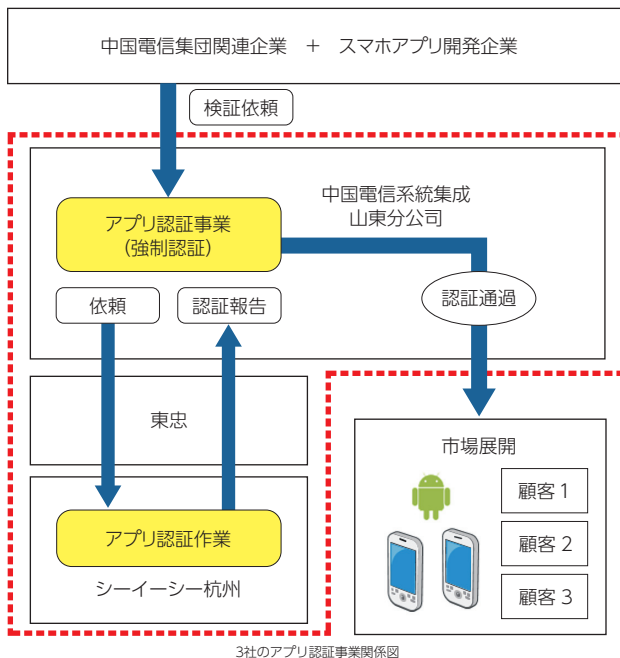 中国電信集団関連企業 + スマホアプリ開発企業
検証依頼
中国電信系統集成
山東分公司
アプリ認証事業
(強制認証)
依頼
認証報告
認証通過
東忠
市場展開
顧客1
顧客2
顧客3
アプリ認証作業
シーイーシー杭州
3社のアプリ認証事業関係図